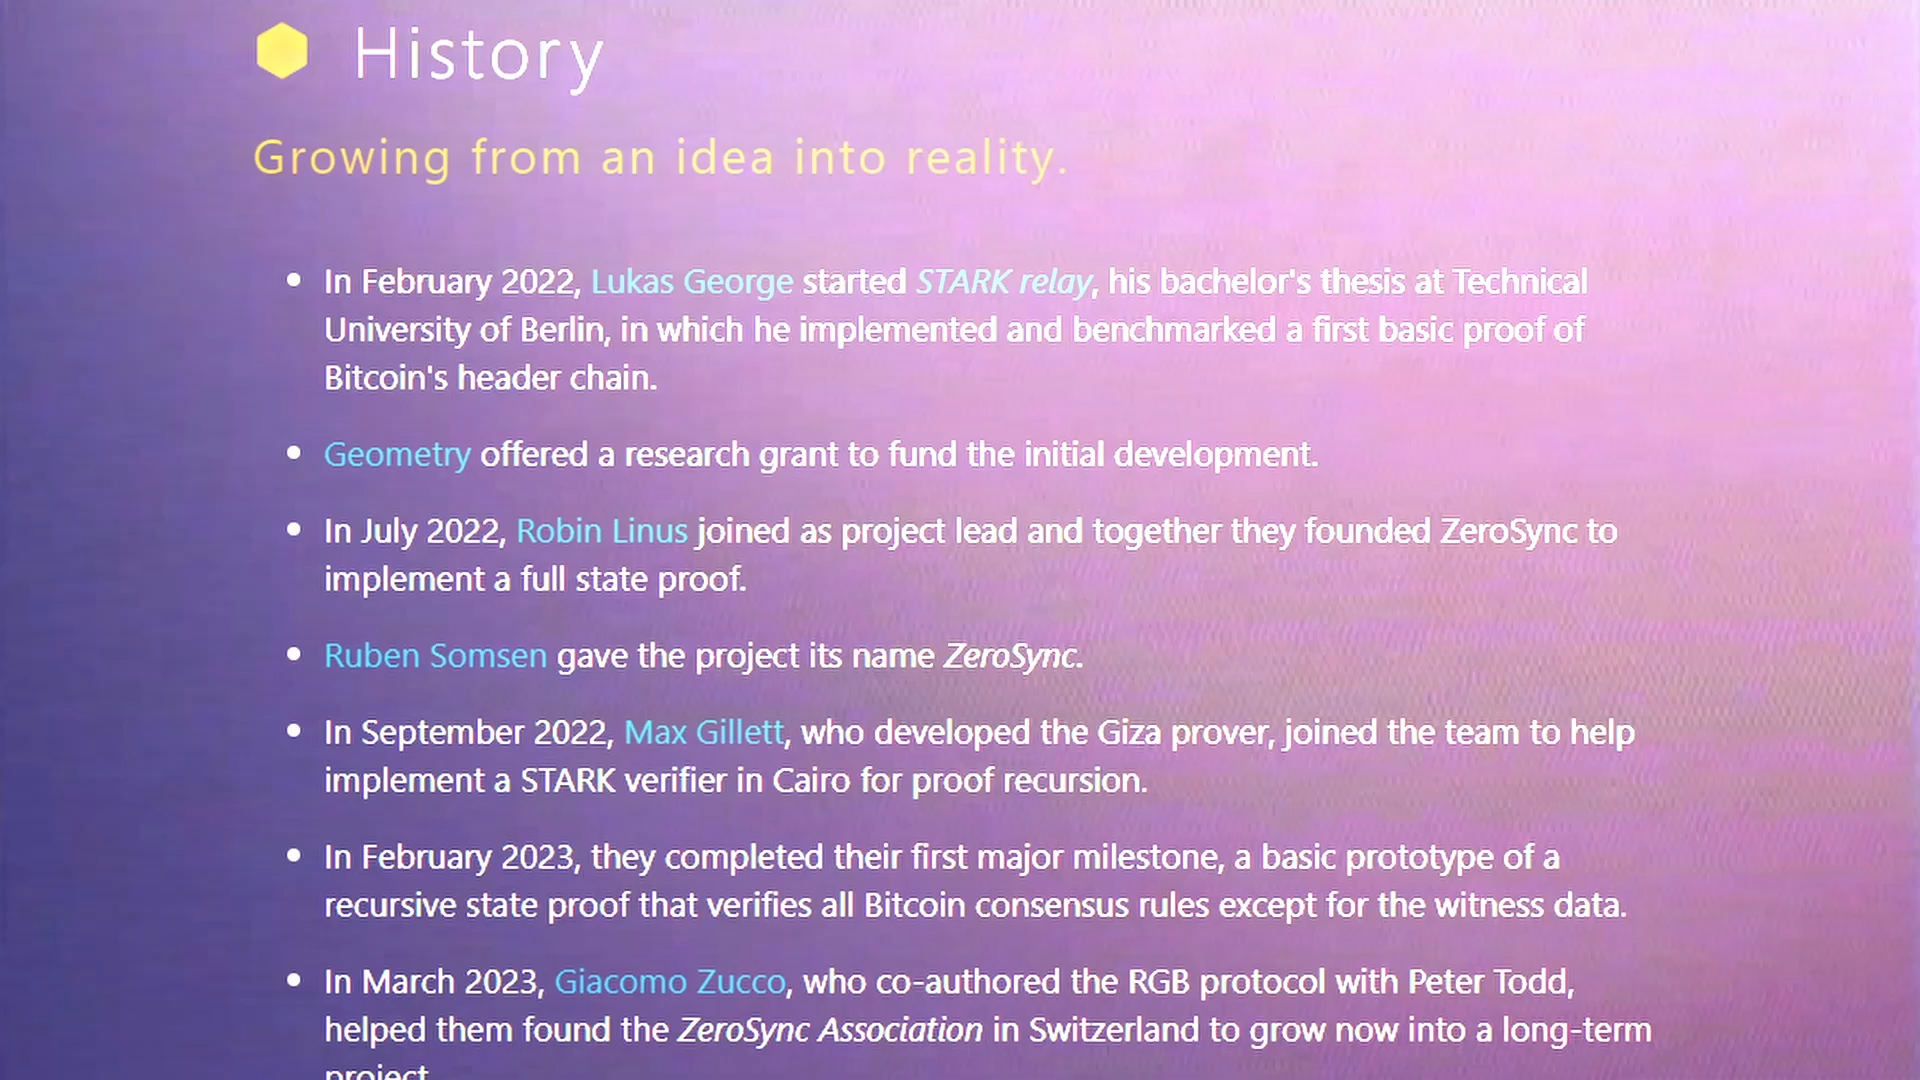 History
Growing from an idea into reality.
• In February 2022, Lukas George started STARK relay, his bachelor's thesis at Technical
University of Berlin, in which he implemented and benchmarked a first basic proof of
Bitcoin's header chain.
• Geometry offered a research grant to fund the initial development.
• In July 2022, Robin Linus joined as project lead and together they founded ZeroSync to
implement a full state proof.
• Ruben Somsen gave the project its name ZeroSync.
• In September 2022, Max Gillett, who developed the Giza prover, joined the team to help
implement a STARK verifier in Cairo for proof recursion.
• In February 2023, they completed their first major milestone, a basic prototype of a
recursive state proof that verifies all Bitcoin consensus rules except for the witness data.
• In March 2023, Giacomo Zucco, who co-authored the RGB protocol with Peter Todd,
helped them found the ZeroSync Association in Switzerland to grow now into a long-term
project.